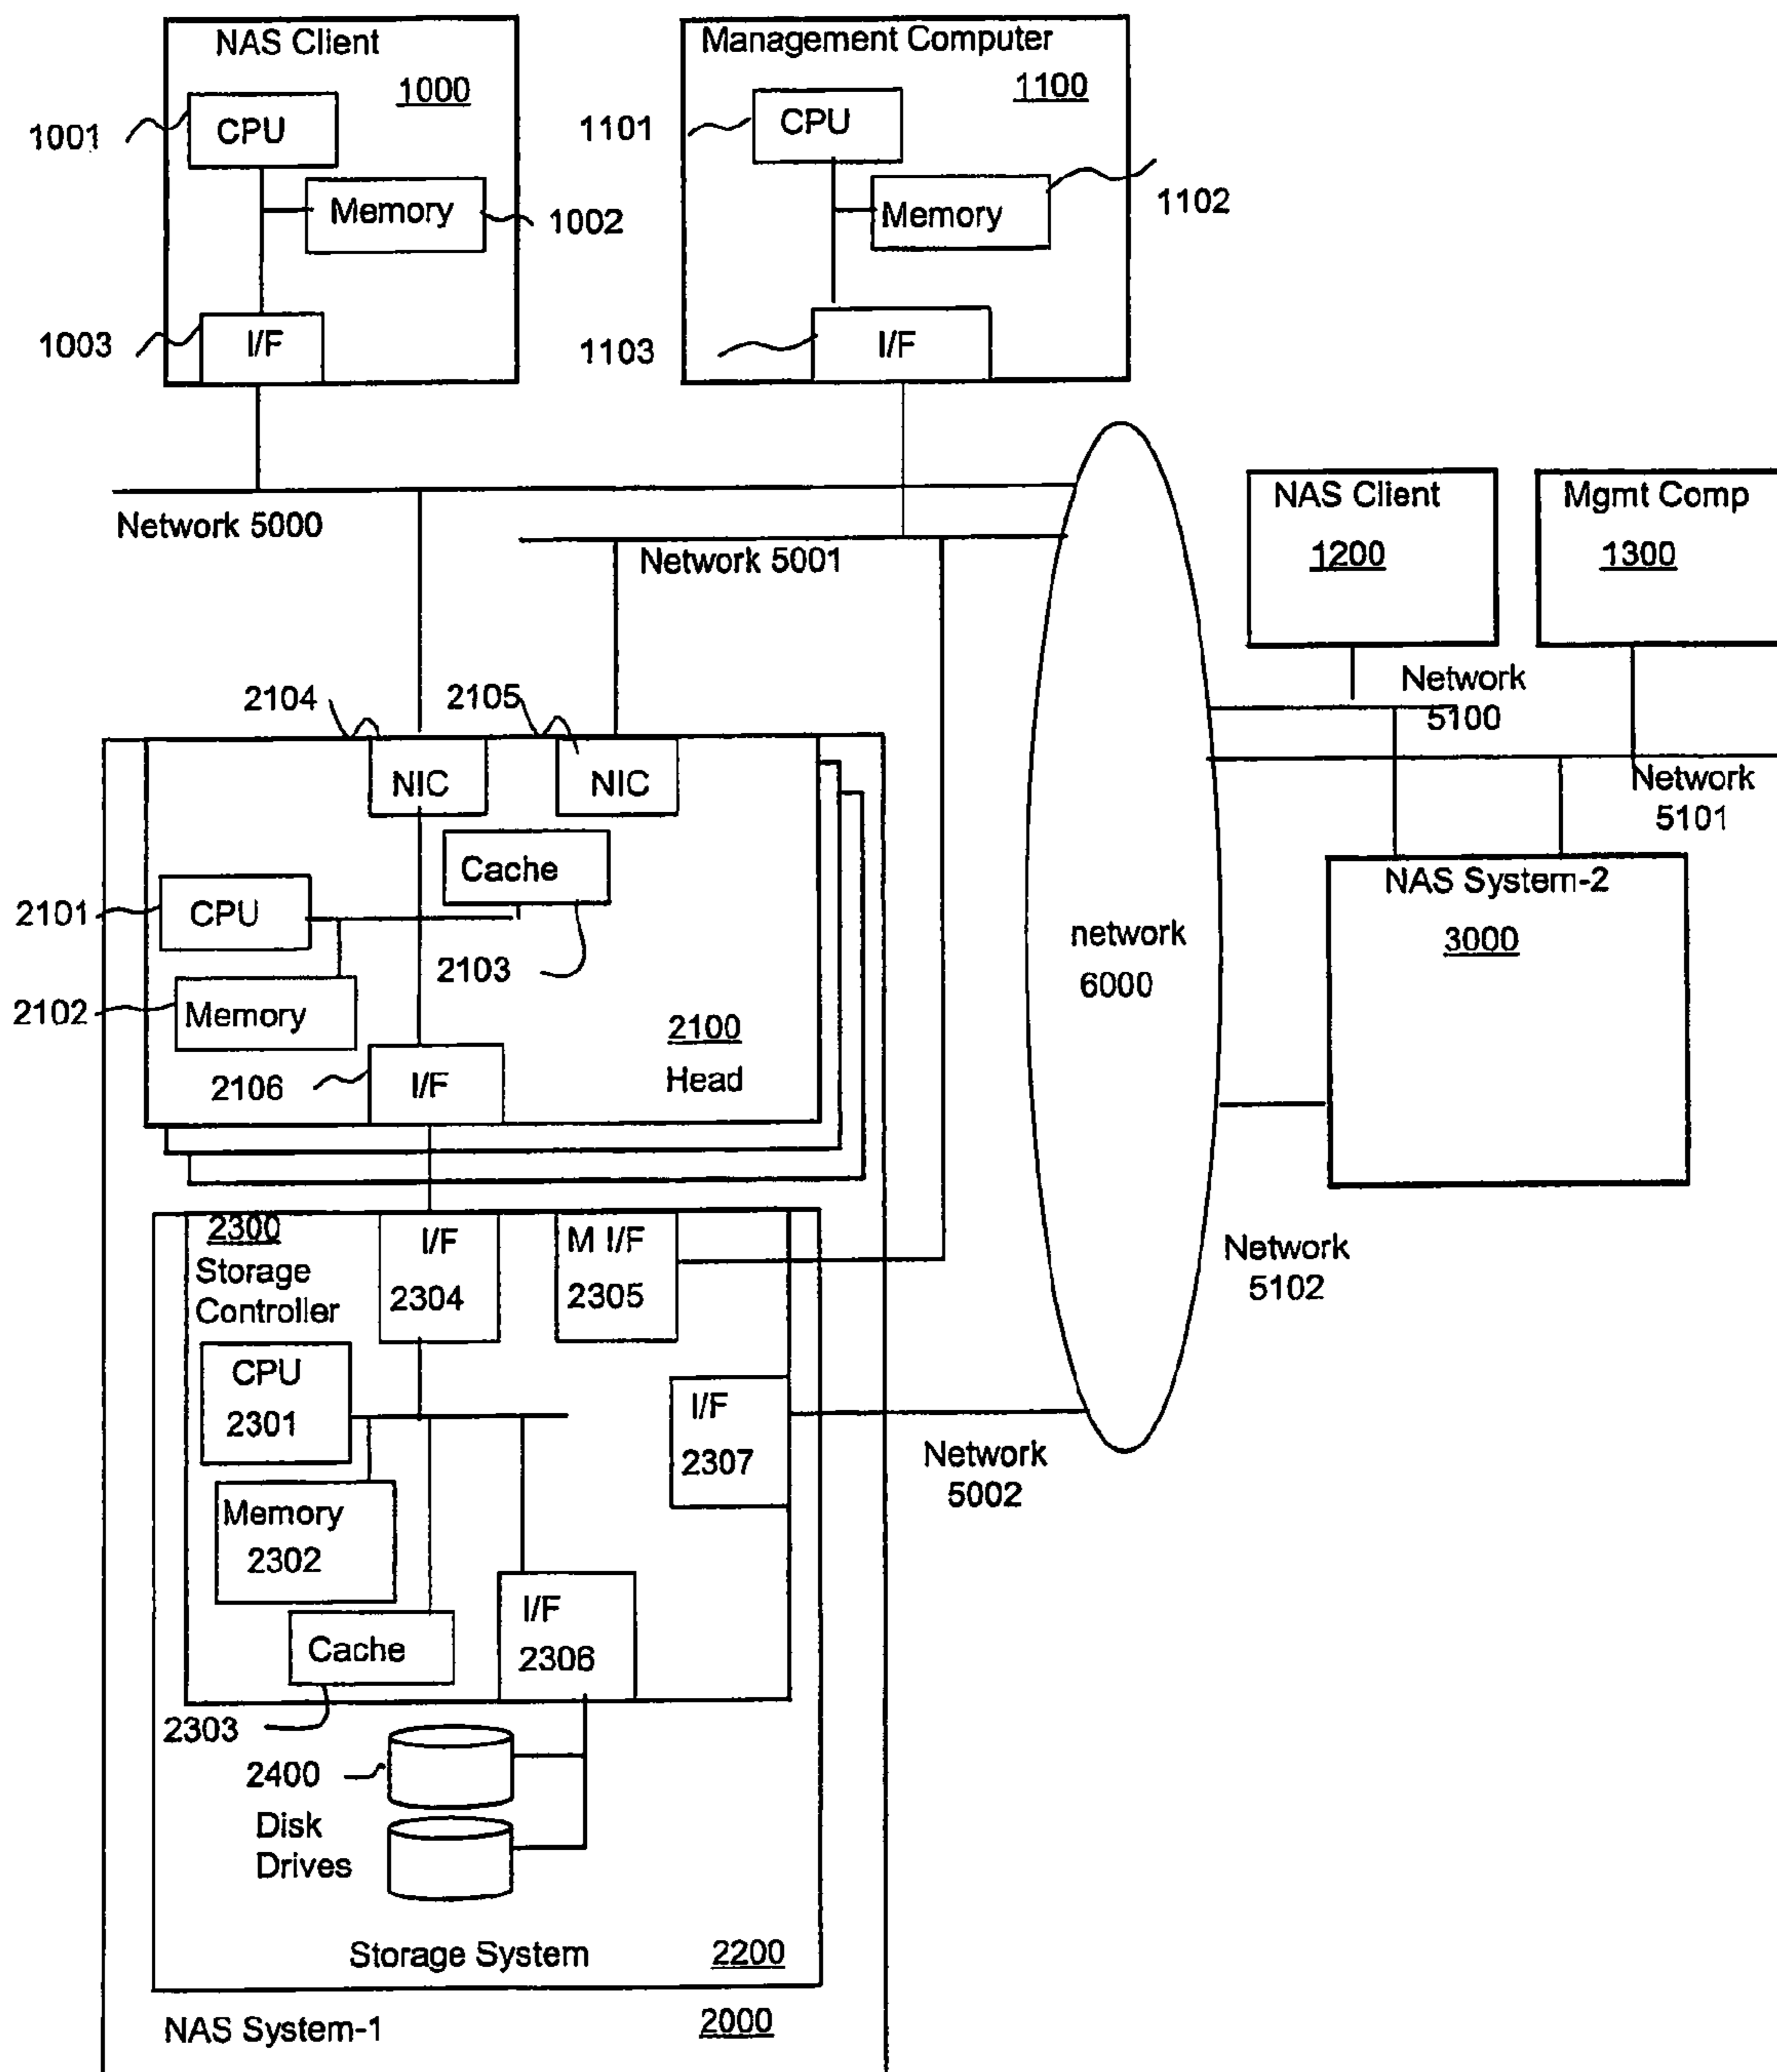 NAS Client
1000
1001
CPU
Memory
1002
1003
I/F
Management Computer
1100
1101
CPU
Memory
1102
1103
I/F
Network 5000
Network 5001
NAS Client
1200
Mgmt Comp
1300
Network
5100
Network
5101
2104
2105
NIC
NIC
Cache
2101
CPU
2103
2102
Memory
2100
Head
2106
I/F
network
6000
NAS System-2
3000
Network
5102
2300
Storage
Controller
I/F
2304
M I/F
2305
CPU
2301
I/F
2307
Network
5002
Memory
2302
I/F
2306
Cache
2303
2400
Disk
Drives
Storage System
2200
NAS System-1
2000